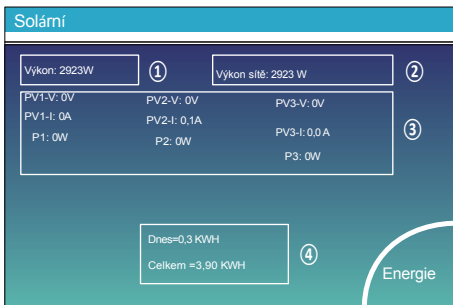 Solární
Výkon: 2923W ① Výkon sítě: 2923 W ②
PV1-V: 0V PV2-V: 0V PV3-V: 0V
PV1-I: 0A PV2-I: 0,1A PV3-I: 0,0 A ③
P1: 0W P2: 0W P3: 0W
Dnes=0,3 KWH
Celkem =3,90 KWH ④
Energie